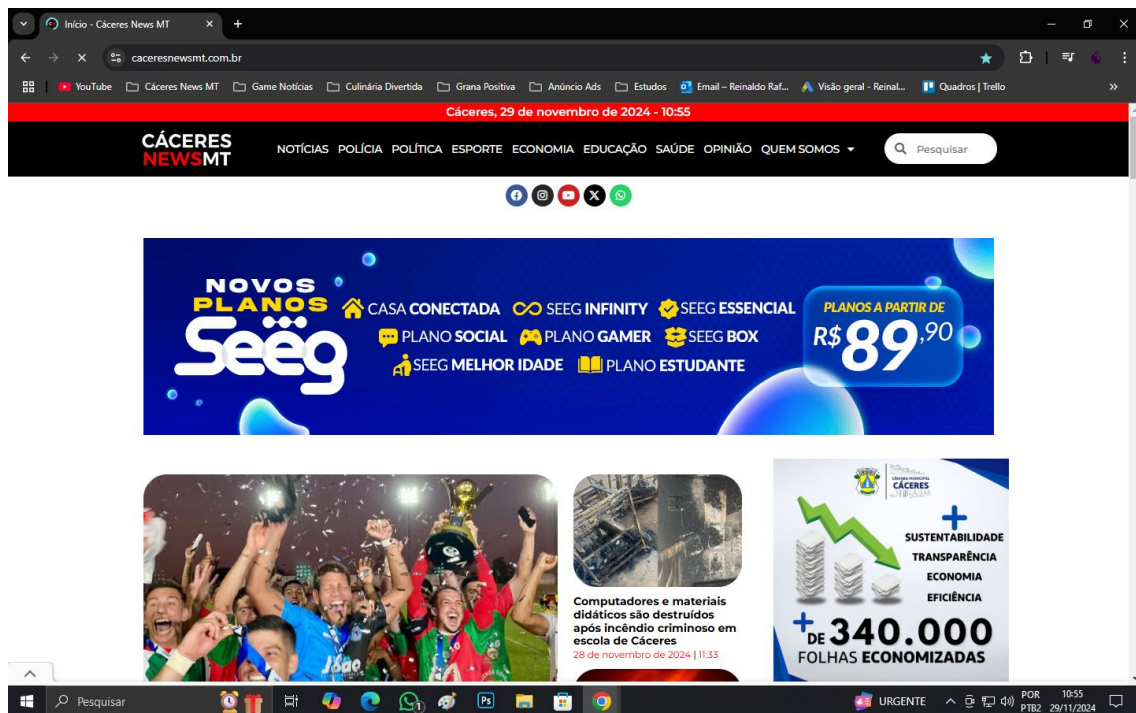 Início - Cáceres News MT
caceresnewsmt.com.br
YouTube Cáceres News MT Game Notícias Culinária Divertida Grana Positiva Anúncio Ads Estudos Email – Reinaldo Raf... Visão geral - Reinal... Quadros | Trello
Cáceres, 29 de novembro de 2024 - 10:55
CÁCERES
NEWSMT
NOTÍCIAS POLÍCIA POLÍTICA ESPORTE ECONOMIA EDUCAÇÃO SAÚDE OPINIÃO QUEM SOMOS
Pesquisar
NOVOS
PLANOS
Seëg
CASA CONECTADA SEEG INFINITY SEEG ESSENCIAL
PLANO SOCIAL PLANO GAMER SEEG BOX
SEEG MELHOR IDADE PLANO ESTUDANTE
PLANOS A PARTIR DE
R$89,90
João
Computadores e materiais
didáticos são destruídos
após incêndio criminoso em
escola de Cáceres
28 de novembro de 2024 | 11:33
CÂMARA MUNICIPAL
CÁCERES
+
SUSTENTABILIDADE
TRANSPARÊNCIA
ECONOMIA
EFICIÊNCIA
+DE 340.000
FOLHAS ECONOMIZADAS
Pesquisar
Ps
URGENTE
POR
PTB2
10:55
29/11/2024